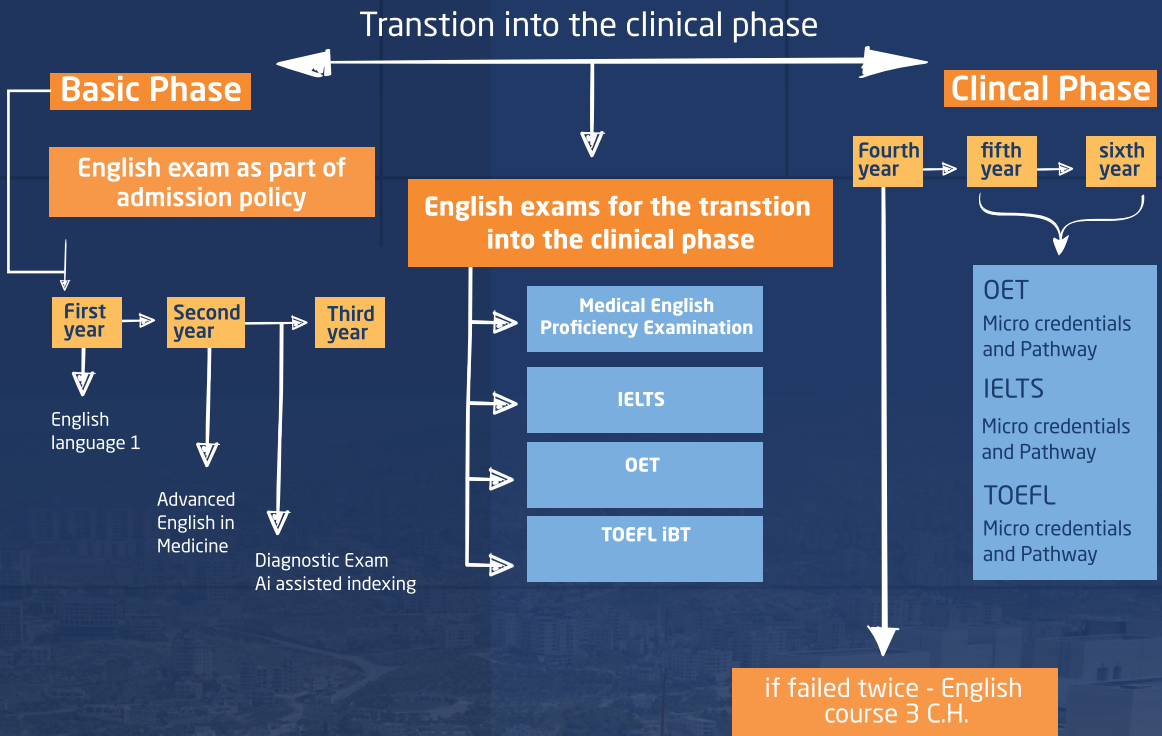 Transtion into the clinical phase
Basic Phase
English exam as part of
admission policy
First
year
Second
year
Third
year
English
language 1
Advanced
English in
Medicine
Diagnostic Exam
Ai assisted indexing
English exams for the transtion
into the clinical phase
Medical English
Proficiency Examination
IELTS
OET
TOEFL iBT
Clincal Phase
Fourth
year
fifth
year
sixth
year
OET
Micro credentials
and Pathway
IELTS
Micro credentials
and Pathway
TOEFL
Micro credentials
and Pathway
if failed twice - English
course 3 C.H.